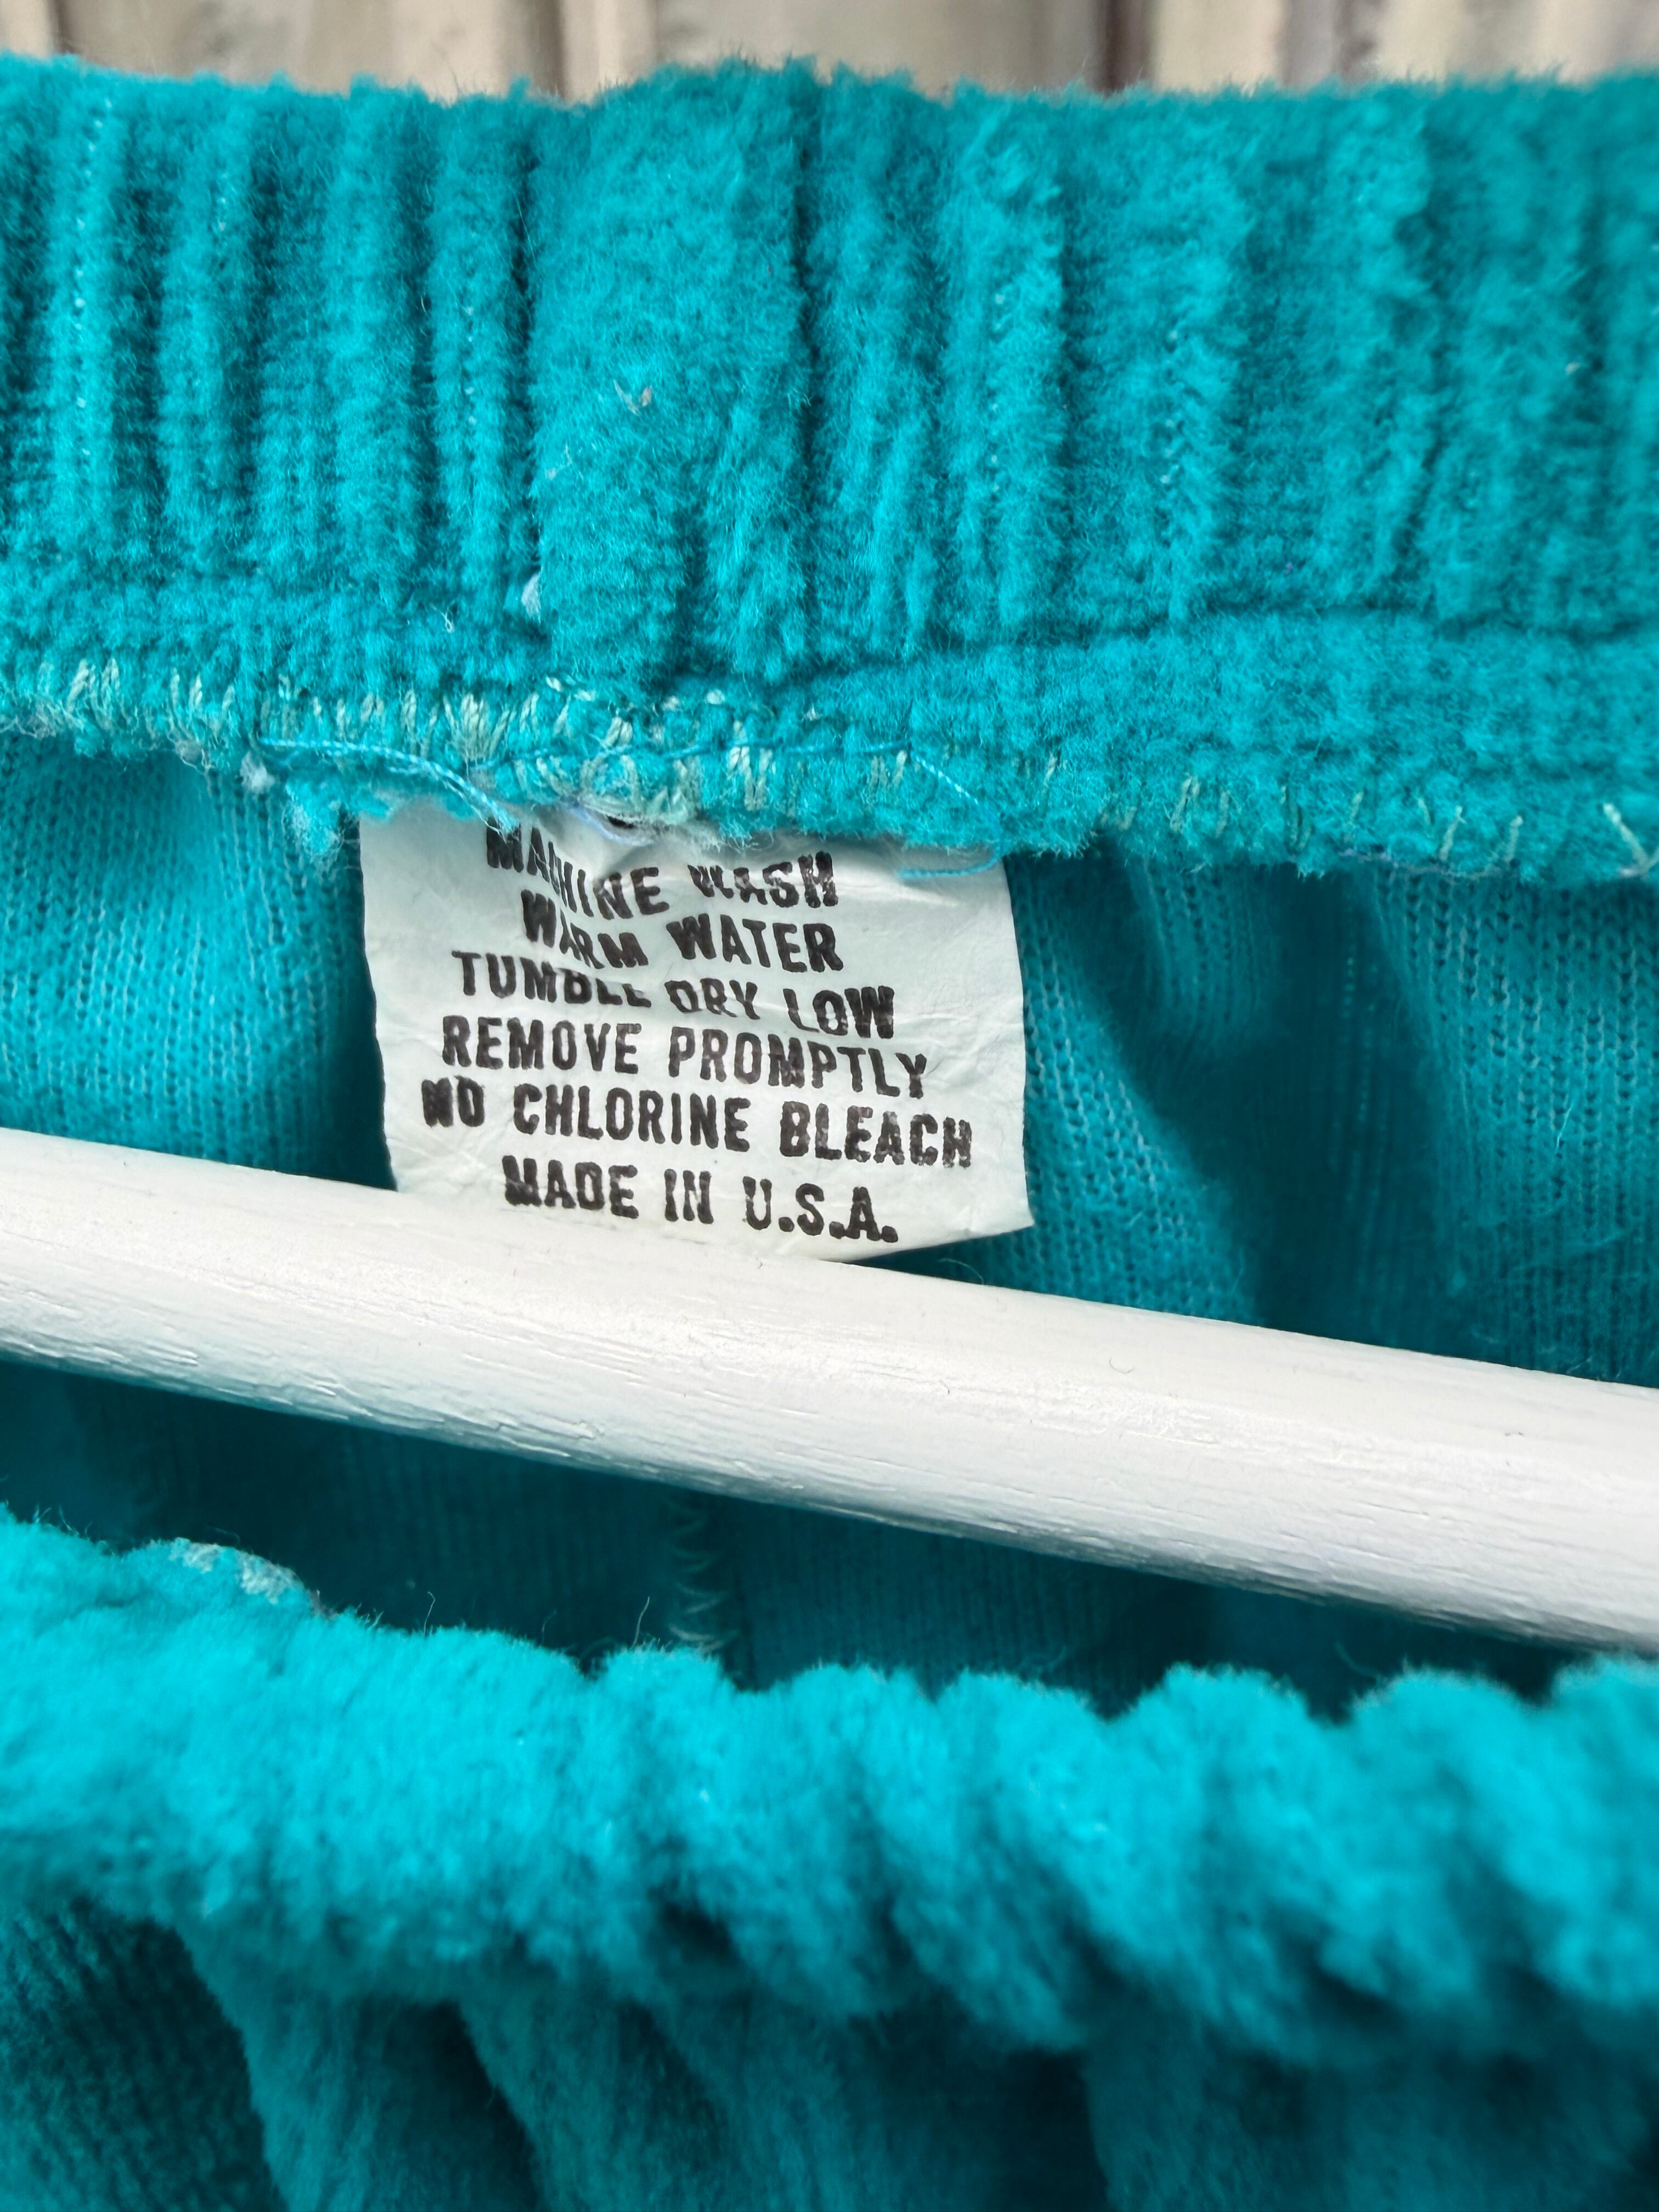 MACHINE WASH
WARM WATER
TUMBLE DRY LOW
REMOVE PROMPTLY
NO CHLORINE BLEACH
MADE IN U.S.A.